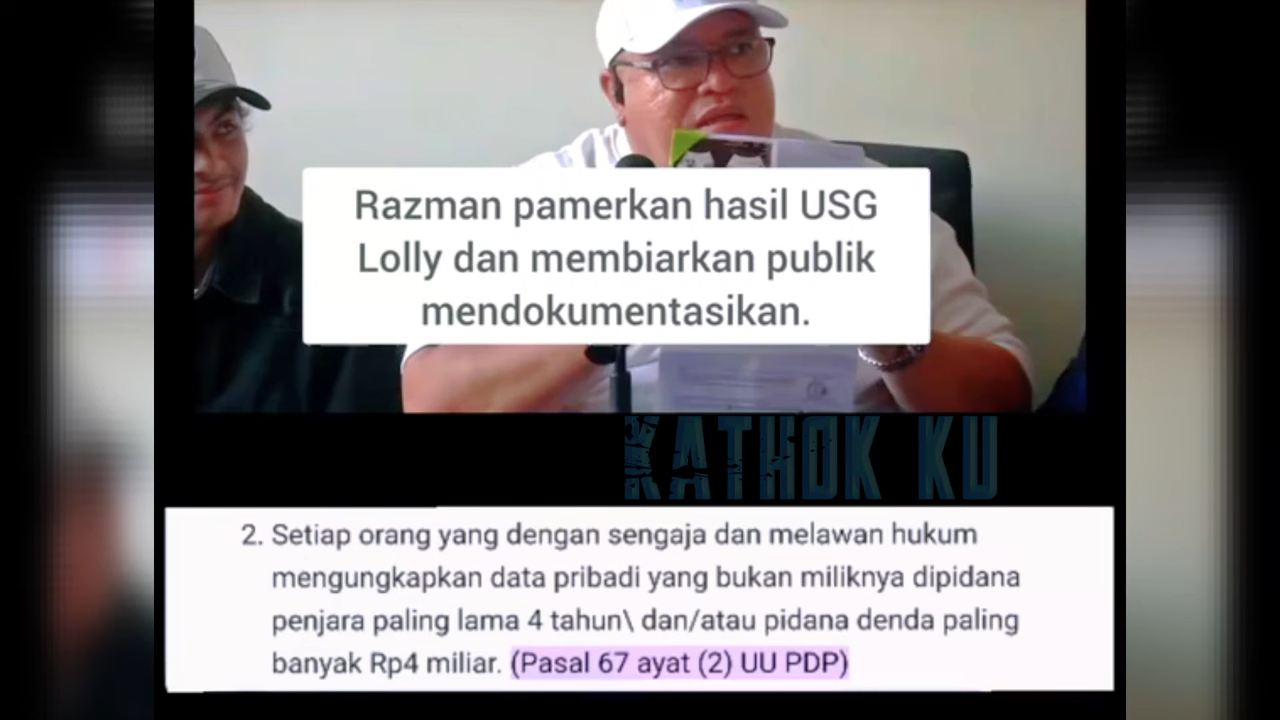 Razman pamerkan hasil USG
Lolly dan membiarkan publik
mendokumentasikan.
KATHOK KU
2. Setiap orang yang dengan sengaja dan melawan hukum
mengungkapkan data pribadi yang bukan miliknya dipidana
penjara paling lama 4 tahun\ dan/atau pidana denda paling
banyak Rp4 miliar. (Pasal 67 ayat (2) UU PDP)